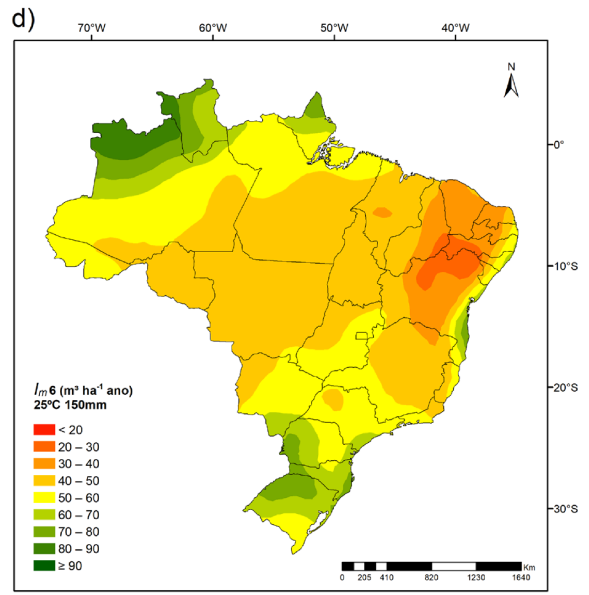 d)
70°W 60°W 50°W 40°W
N
0°
10°S
20°S
30°S
Im 6 (m³ ha⁻¹ ano)
25ºC 150mm
< 20
20 – 30
30 – 40
40 – 50
50 – 60
60 – 70
70 – 80
80 – 90
≥ 90
Km
0 205 410 820 1230 1640